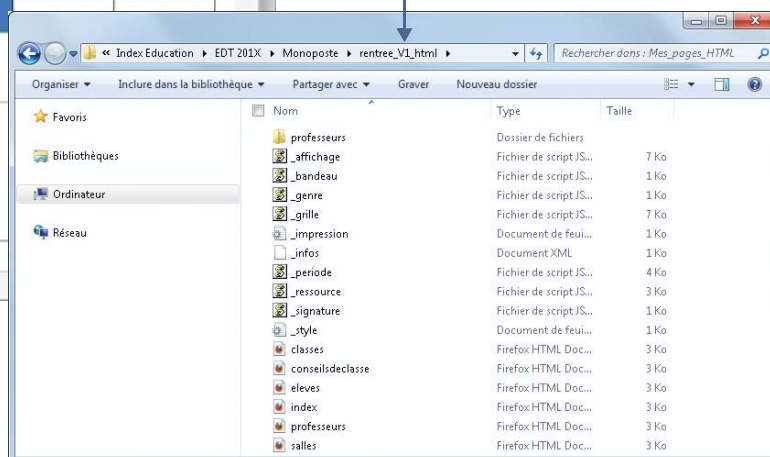 « Index Education ▸ EDT 201X ▸ Monoposte ▸ rentree_V1_html ▸ Rechercher dans : Mes_pages_HTML
Organiser Inclure dans la bibliothèque Partager avec Graver Nouveau dossier
Favoris
Bibliothèques
Ordinateur
Réseau
Nom Type Taille
professeurs Dossier de fichiers
_affichage Fichier de script JS... 7 Ko
_bandeau Fichier de script JS... 1 Ko
_genre Fichier de script JS... 1 Ko
_grille Fichier de script JS... 7 Ko
_impression Document de feui... 1 Ko
_infos Document XML 1 Ko
_periode Fichier de script JS... 4 Ko
_ressource Fichier de script JS... 3 Ko
_signature Fichier de script JS... 1 Ko
_style Document de feui... 1 Ko
classes Firefox HTML Doc... 3 Ko
conseilsdeclasse Firefox HTML Doc... 3 Ko
eleves Firefox HTML Doc... 3 Ko
index Firefox HTML Doc... 3 Ko
professeurs Firefox HTML Doc... 3 Ko
salles Firefox HTML Doc... 3 Ko